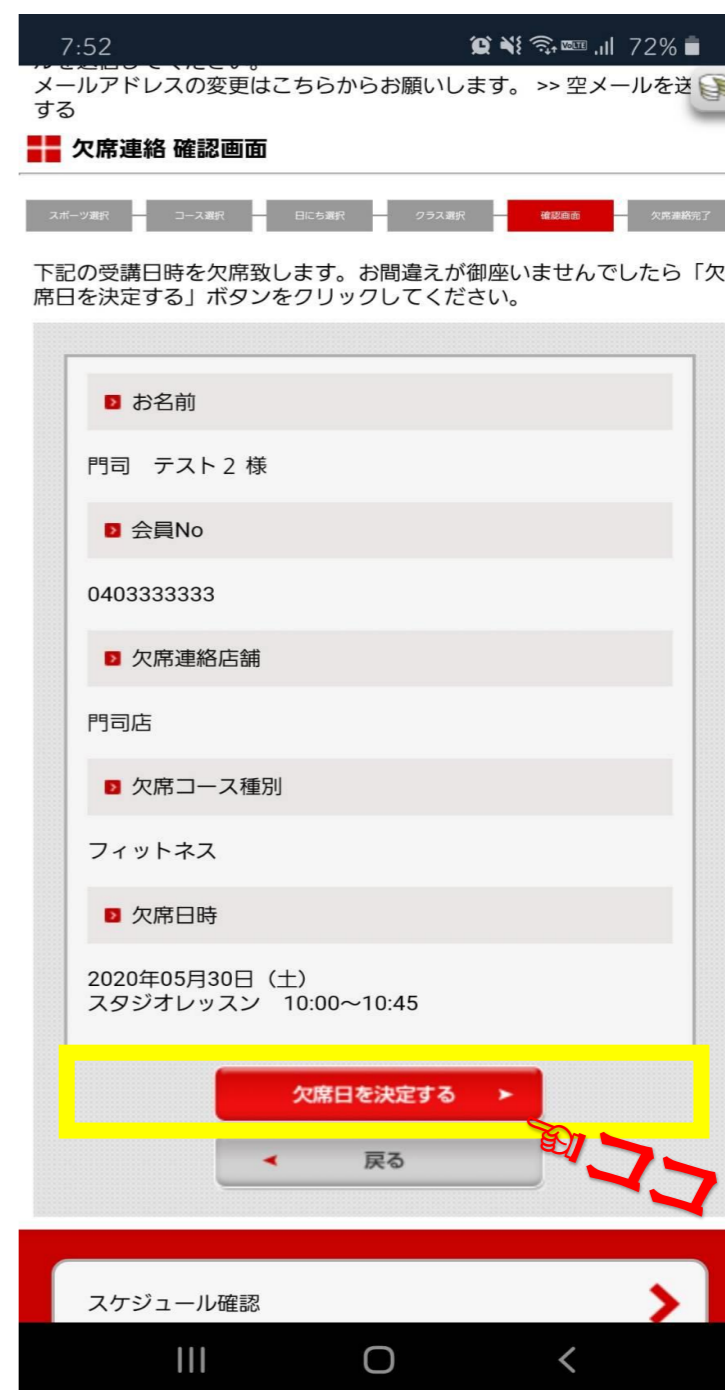 7:52 72%
メールアドレスの変更はこちらからお願いします。 >> 空メールを送
する
欠席連絡 確認画面
スポーツ選択 コース選択 日にち選択 クラス選択 確認画面 欠席連絡完了
下記の受講日時を欠席致します。お間違えが御座いませんでしたら「欠
席日を決定する」ボタンをクリックしてください。
お名前
門司 テスト2 様
会員No
0403333333
欠席連絡店舗
門司店
欠席コース種別
フィットネス
欠席日時
2020年05月30日(土)
スタジオレッスン 10:00～10:45
欠席日を決定する
戻る
ココ
スケジュール確認